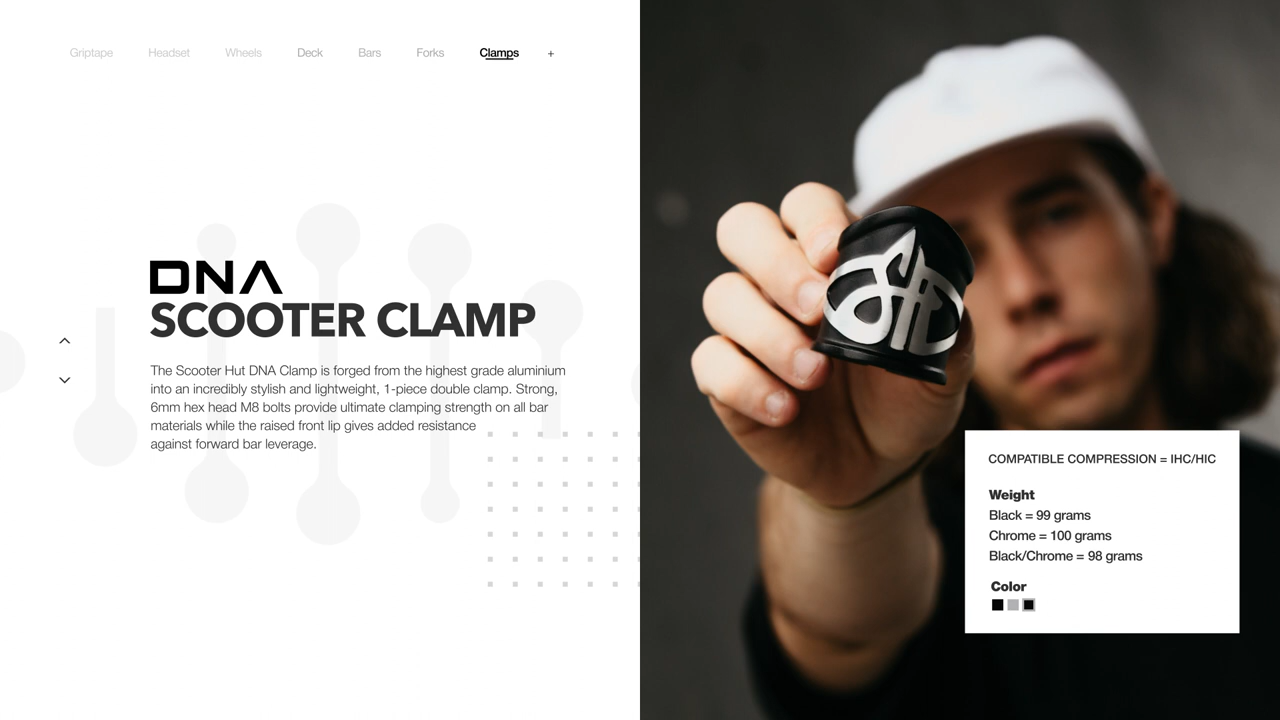 Griptape Headset Wheels Deck Bars Forks Clamps +
DNA
SCOOTER CLAMP
The Scooter Hut DNA Clamp is forged from the highest grade aluminium
into an incredibly stylish and lightweight, 1-piece double clamp. Strong,
6mm hex head M8 bolts provide ultimate clamping strength on all bar
materials while the raised front lip gives added resistance
against forward bar leverage.
COMPATIBLE COMPRESSION = IHC/HIC
Weight
Black = 99 grams
Chrome = 100 grams
Black/Chrome = 98 grams
Color